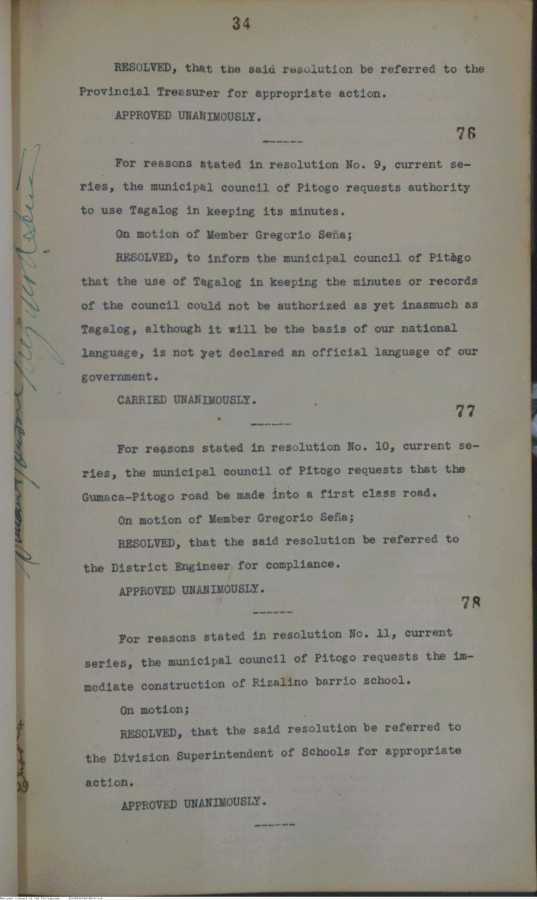 34
RESOLVED, that the said resolution be referred to the
Provincial Treasurer for appropriate action.
APPROVED UNANIMOUSLY.
------
76
For reasons stated in resolution No. 9, current se-
ries, the municipal council of Pitogo requests authority
to use Tagalog in keeping its minutes.
On motion of Member Gregorio Seña;
RESOLVED, to inform the municipal council of Pitogo
that the use of Tagalog in keeping the minutes or records
of the council could not be authorized as yet inasmuch as
Tagalog, although it will be the basis of our national
language, is not yet declared an official language of our
government.
CARRIED UNANIMOUSLY.
------
77
For reasons stated in resolution No. 10, current se-
ries, the municipal council of Pitogo requests that the
Gumaca-Pitogo road be made into a first class road.
On motion of Member Gregorio Seña;
RESOLVED, that the said resolution be referred to
the District Engineer for compliance.
APPROVED UNANIMOUSLY.
------
78
For reasons stated in resolution No. 11, current
series, the municipal council of Pitogo requests the im-
mediate construction of Rizalino barrio school.
On motion;
RESOLVED, that the said resolution be referred to
the Division Superintendent of Schools for appropriate
action.
APPROVED UNANIMOUSLY.
------